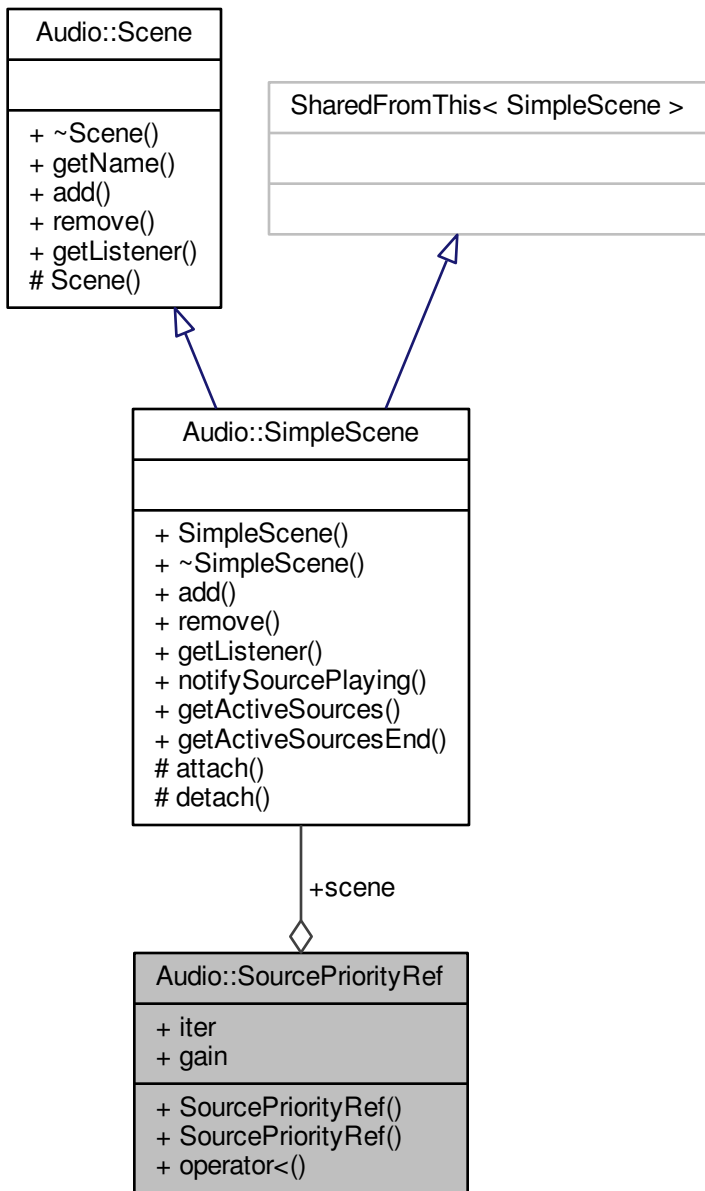 Audio::Scene
+ ~Scene()
+ getName()
+ add()
+ remove()
+ getListener()
# Scene()
SharedFromThis< SimpleScene >
Audio::SimpleScene
+ SimpleScene()
+ ~SimpleScene()
+ add()
+ remove()
+ getListener()
+ notifySourcePlaying()
+ getActiveSources()
+ getActiveSourcesEnd()
# attach()
# detach()
+scene
Audio::SourcePriorityRef
+ iter
+ gain
+ SourcePriorityRef()
+ SourcePriorityRef()
+ operator<()